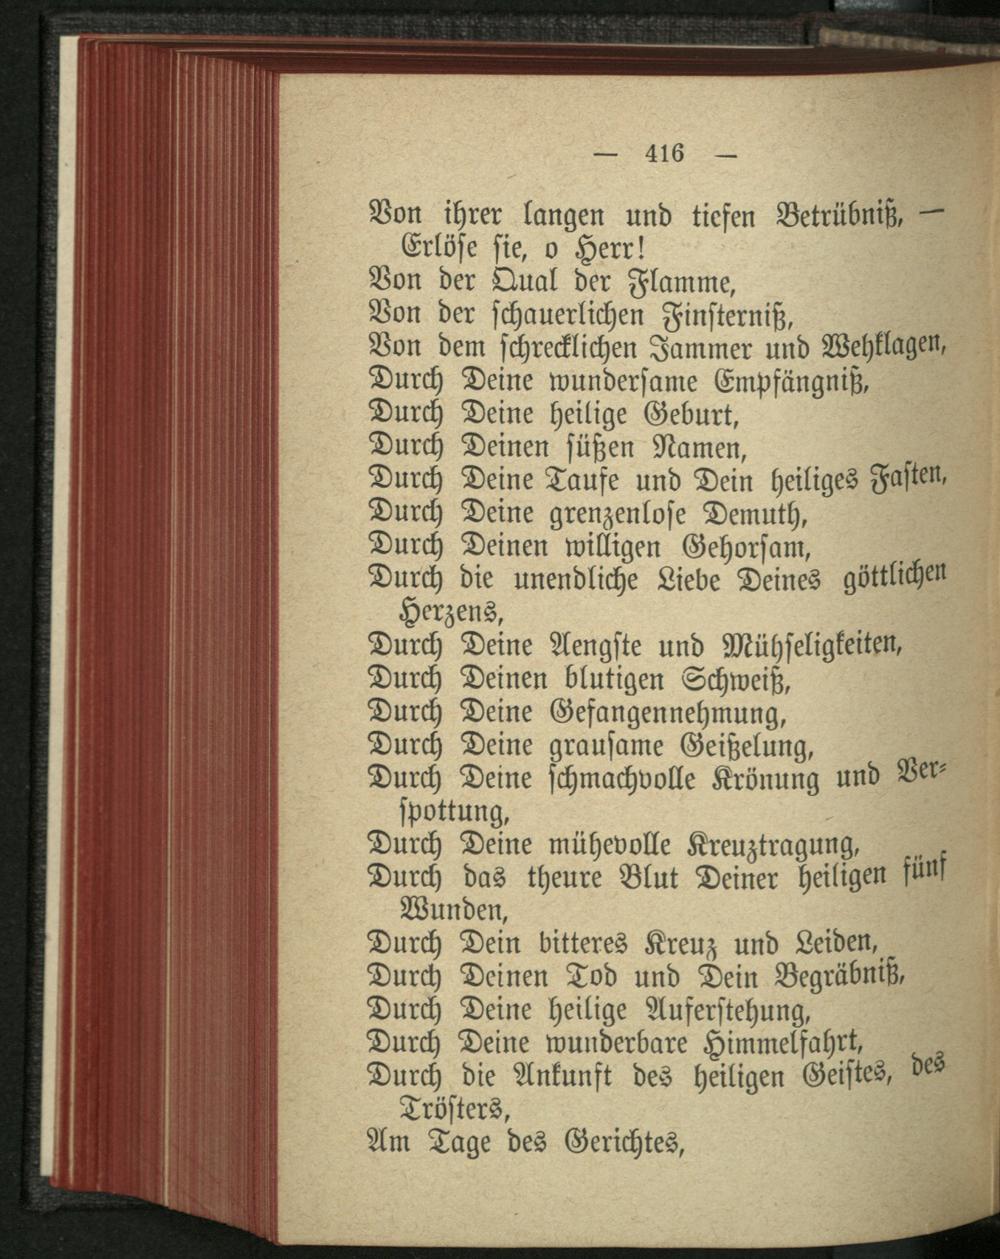 — 416 —
Von ihrer langen und tiefen Betrübniß, —
Erlöse sie, o Herr!
Von der Qual der Flamme,
Von der schauerlichen Finsterniß,
Von dem schrecklichen Jammer und Wehklagen,
Durch Deine wundersame Empfängniß,
Durch Deine heilige Geburt,
Durch Deinen süßen Namen,
Durch Deine Taufe und Dein heiliges Fasten,
Durch Deine grenzenlose Demuth,
Durch Deinen willigen Gehorsam,
Durch die unendliche Liebe Deines göttlichen
Herzens,
Durch Deine Aengste und Mühseligkeiten,
Durch Deinen blutigen Schweiß,
Durch Deine Gefangennehmung,
Durch Deine grausame Geißelung,
Durch Deine schmachvolle Krönung und Ver-
spottung,
Durch Deine mühevolle Kreuztragung,
Durch das theure Blut Deiner heiligen fünf
Wunden,
Durch Dein bitteres Kreuz und Leiden,
Durch Deinen Tod und Dein Begräbniß,
Durch Deine heilige Auferstehung,
Durch Deine wunderbare Himmelfahrt,
Durch die Ankunft des heiligen Geistes, des
Trösters,
Am Tage des Gerichtes,